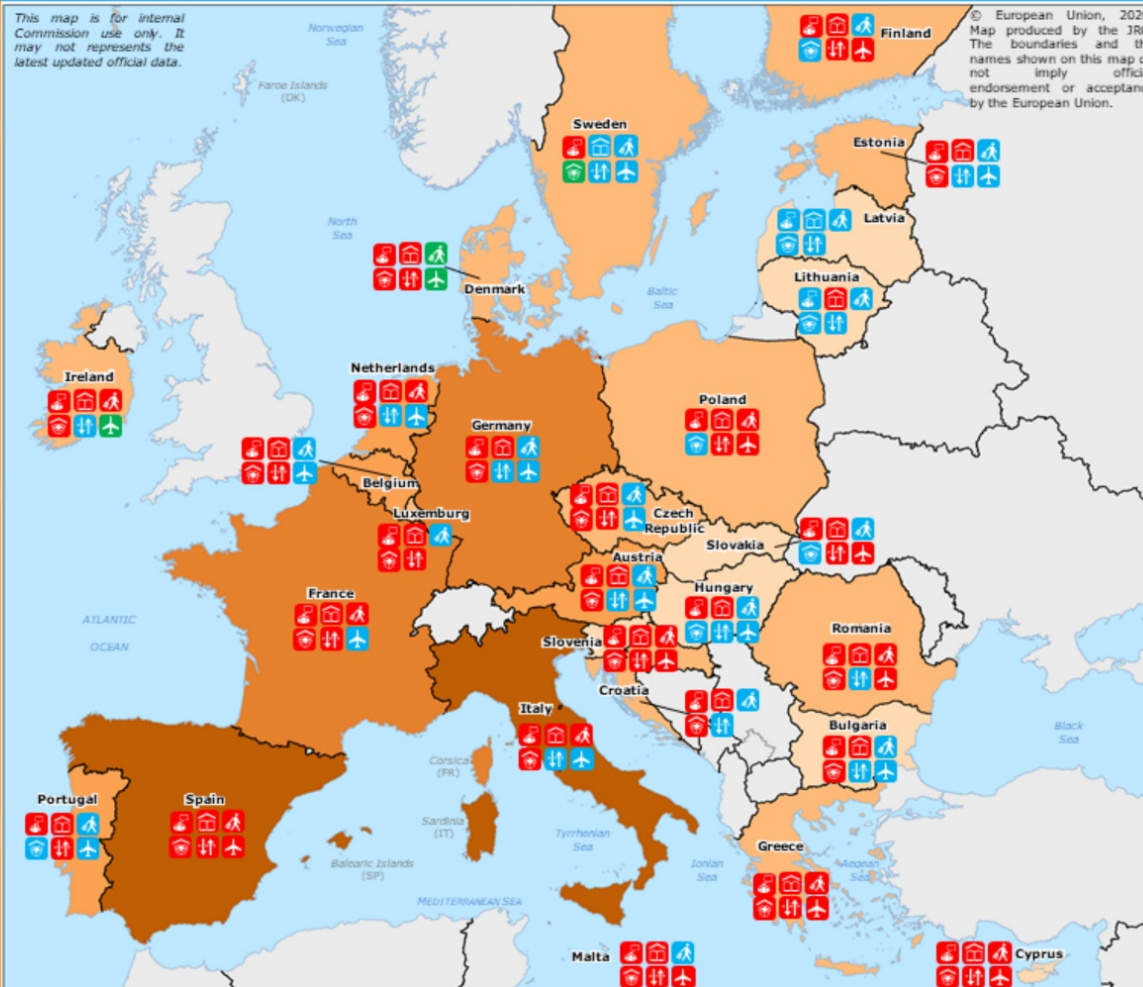 This map is for internal
Commission use only. It
may not represents the
latest updated official data.
© European Union, 202
Map produced by the JR
The boundaries and th
names shown on this map
not imply offici
endorsement or acceptan
by the European Union.
Norwegian
Sea
Finland
Faroe Islands
(DK)
Sweden
Estonia
Latvia
North
Sea
Lithuania
Denmark
Baltic
Sea
Netherlands
Ireland
Poland
Germany
Belgium
Luxemburg
Czech
Republic
Slovakia
Austria
Hungary
France
ATLANTIC
OCEAN
Romania
Slovenia
Croatia
Italy
Bulgaria
Black
Sea
Corsica
(FR)
Portugal
Spain
Sardinia
(IT)
Tyrrhenian
Sea
Greece
Balearic Islands
(SP)
Ionian
Sea
Aegean
Sea
MEDITERRANEAN SEA
Malta
Cyprus